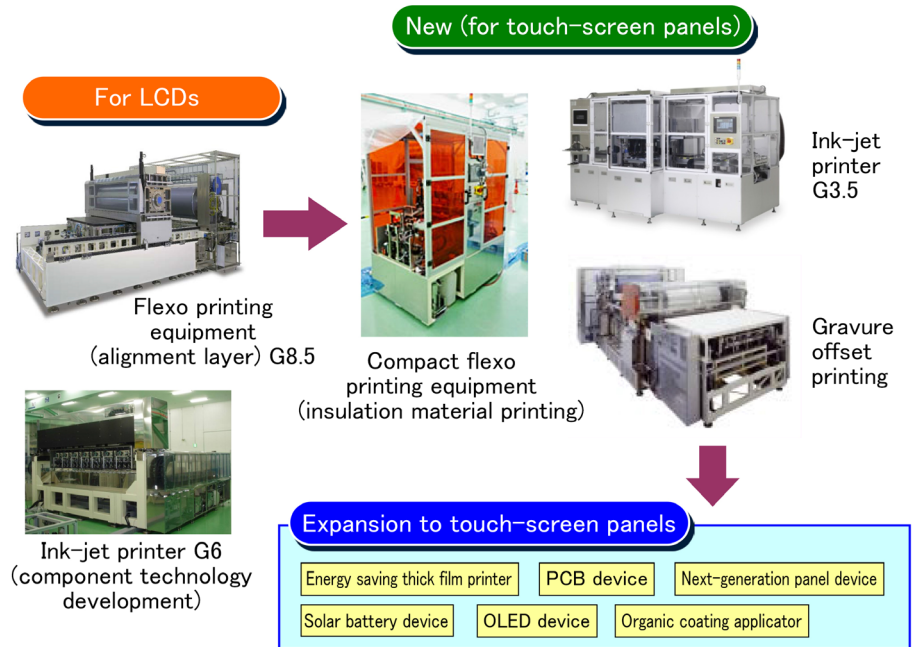 New (for touch-screen panels)
For LCDs
Ink-jet
printer
G3.5
Flexo printing
equipment
(alignment layer) G8.5
Compact flexo
printing equipment
(insulation material printing)
Gravure
offset
printing
Ink-jet printer G6
(component technology
development)
Expansion to touch-screen panels
Energy saving thick film printer
PCB device
Next-generation panel device
Solar battery device
OLED device
Organic coating applicator